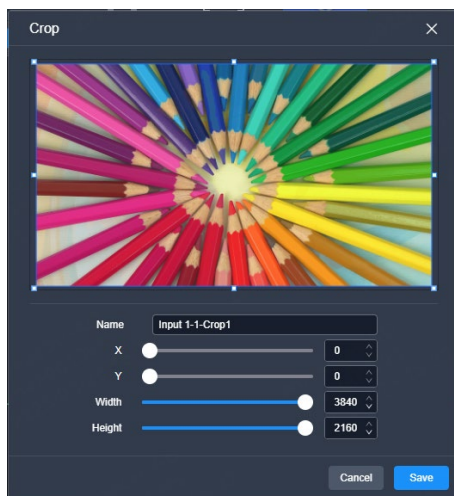 Crop
Name Input 1-1-Crop1
X 0
Y 0
Width 3840
Height 2160
Cancel Save